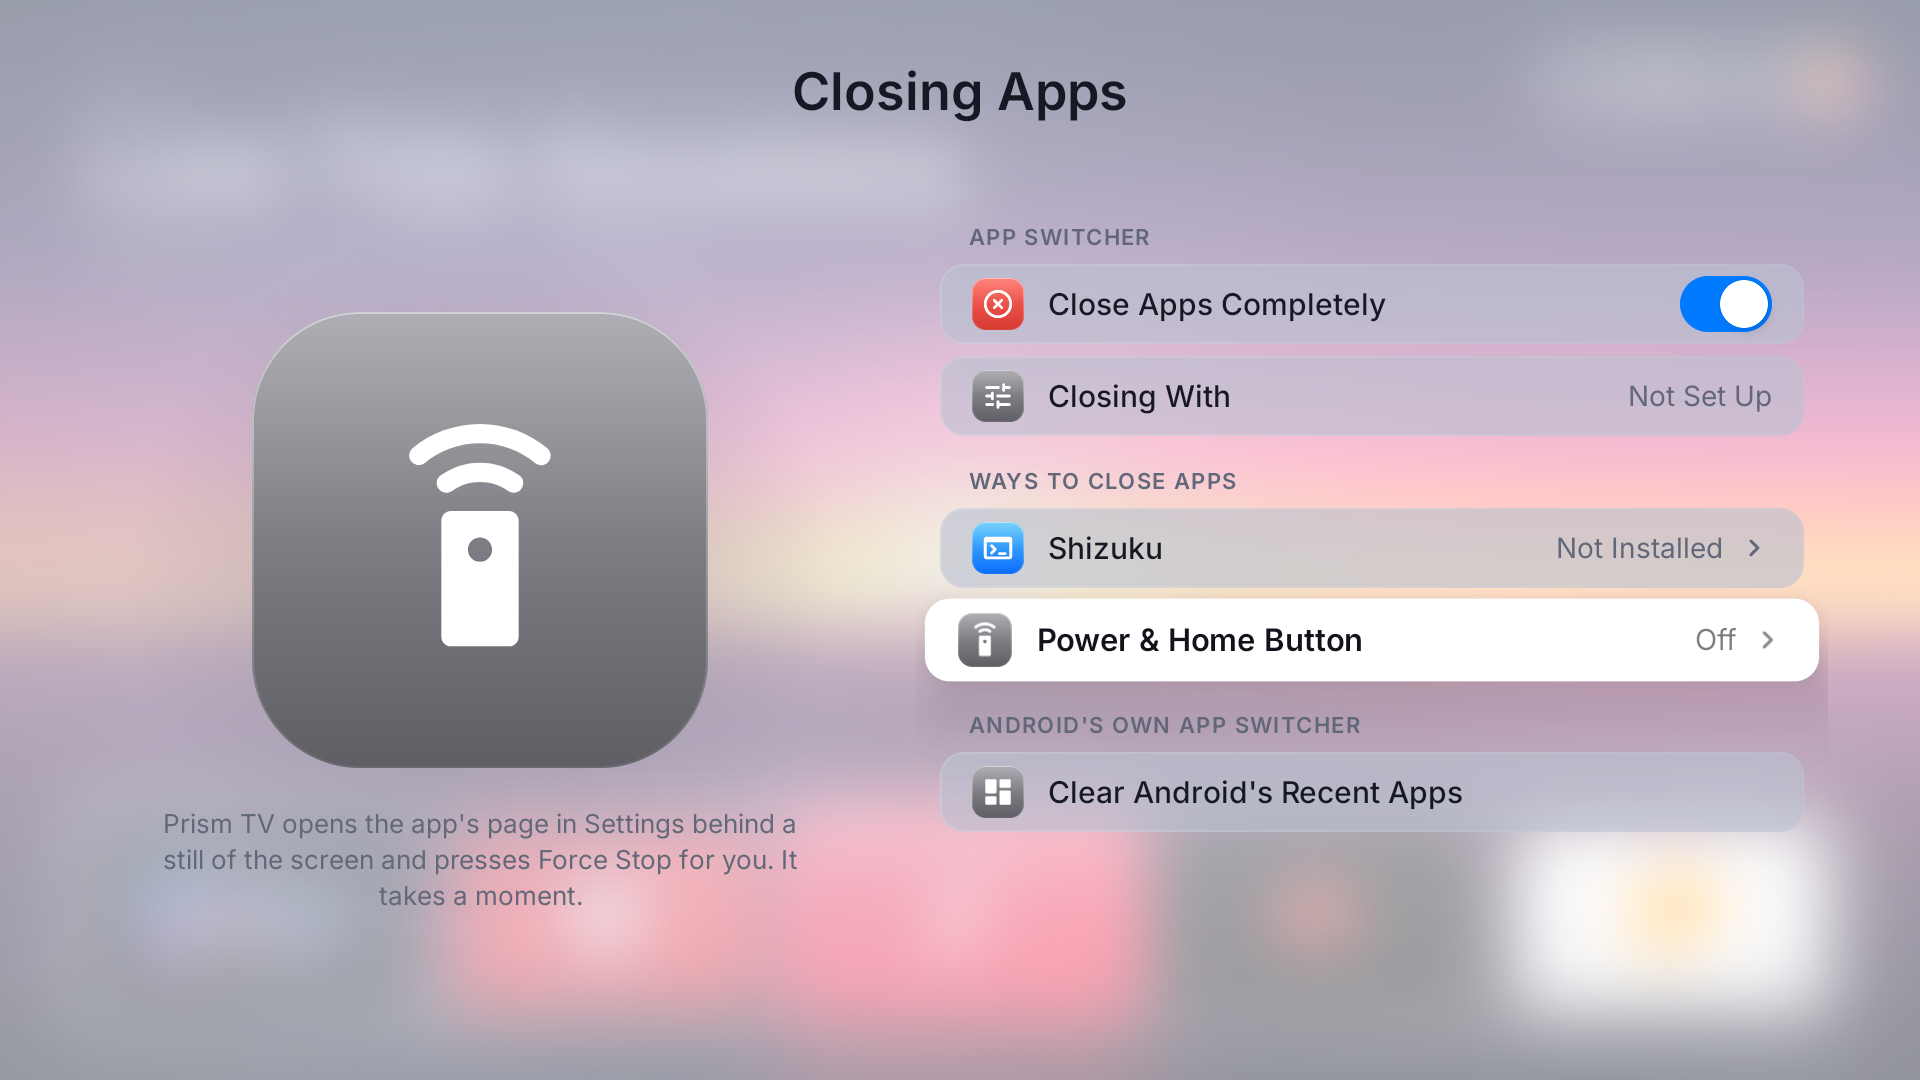 Closing Apps
APP SWITCHER
Close Apps Completely
Closing With
Not Set Up
WAYS TO CLOSE APPS
Shizuku
Not Installed
Power & Home Button
Off
ANDROID'S OWN APP SWITCHER
Clear Android's Recent Apps
Prism TV opens the app's page in Settings behind a
still of the screen and presses Force Stop for you. It
takes a moment.